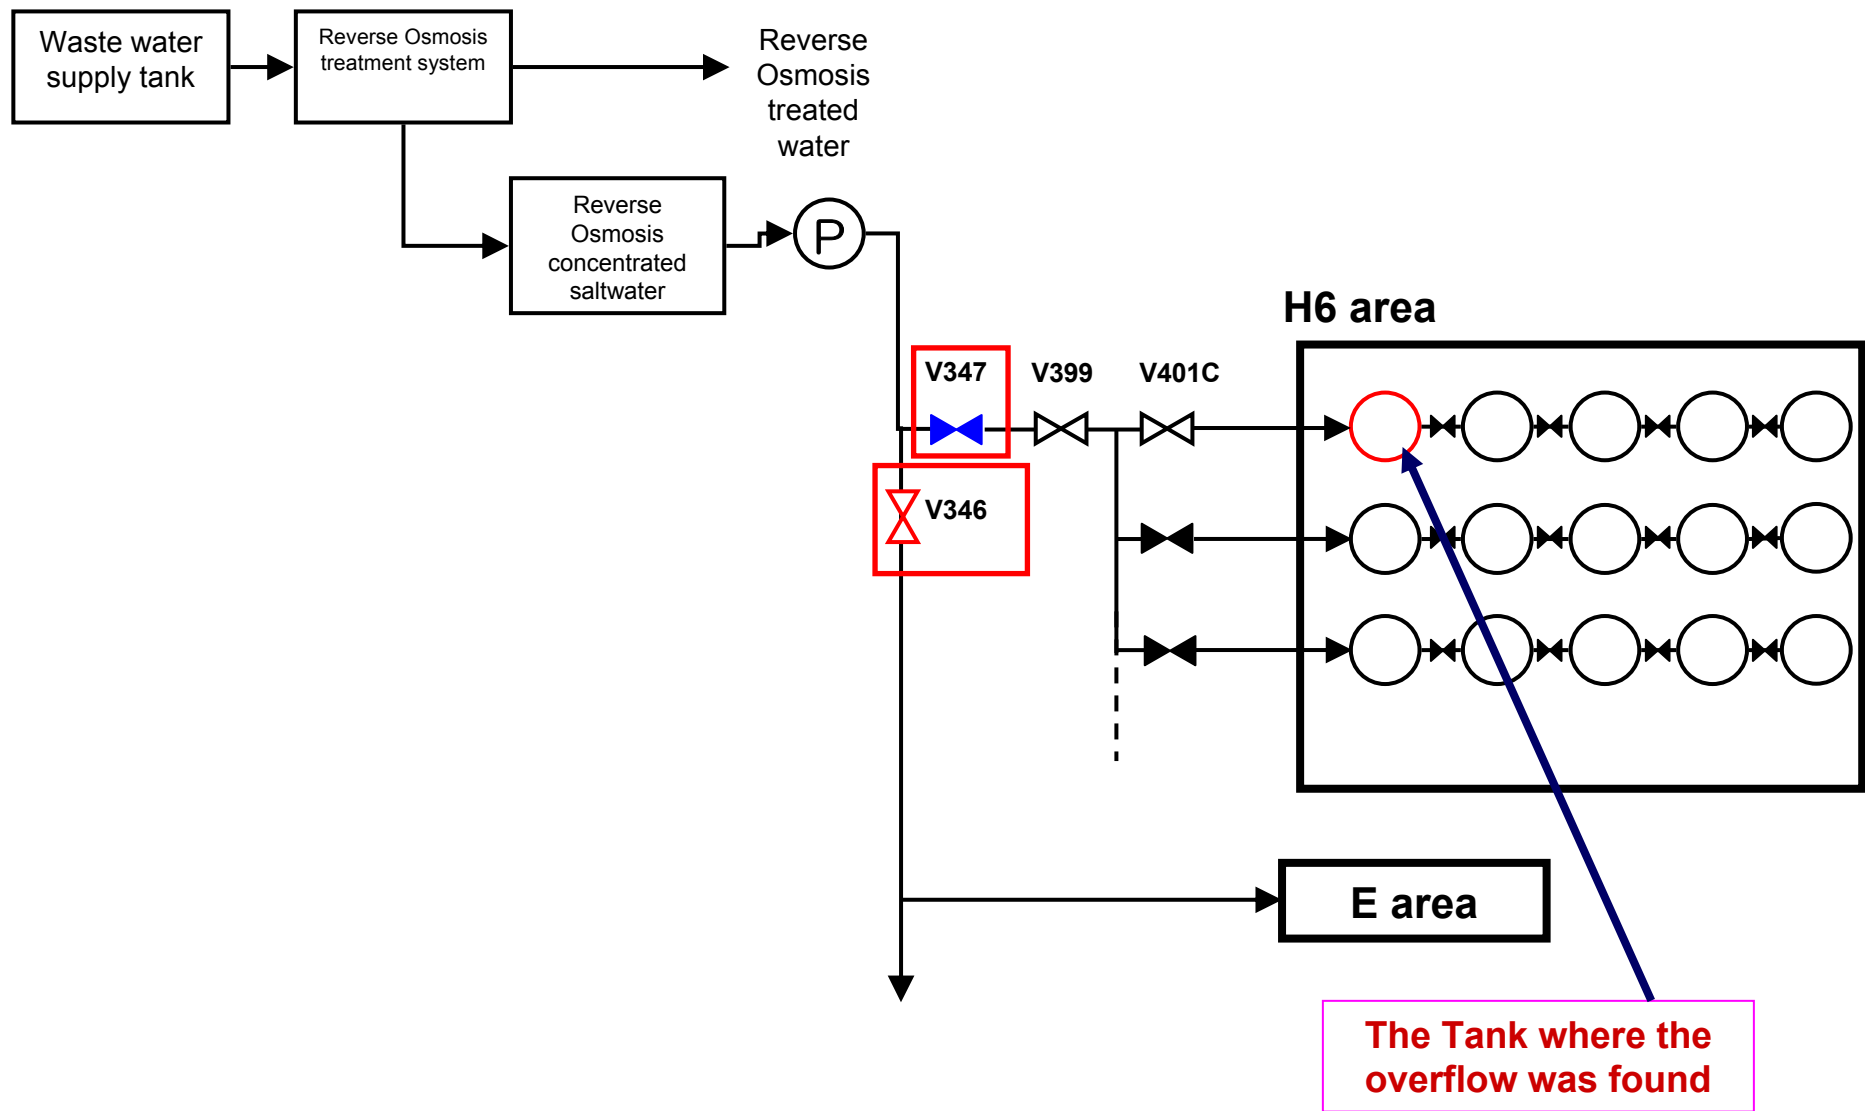 Waste water
supply tank
Reverse Osmosis
treatment system
Reverse
Osmosis
treated
water
Reverse
Osmosis
concentrated
saltwater
P
H6 area
V347
V399
V401C
V346
E area
The Tank where the
overflow was found